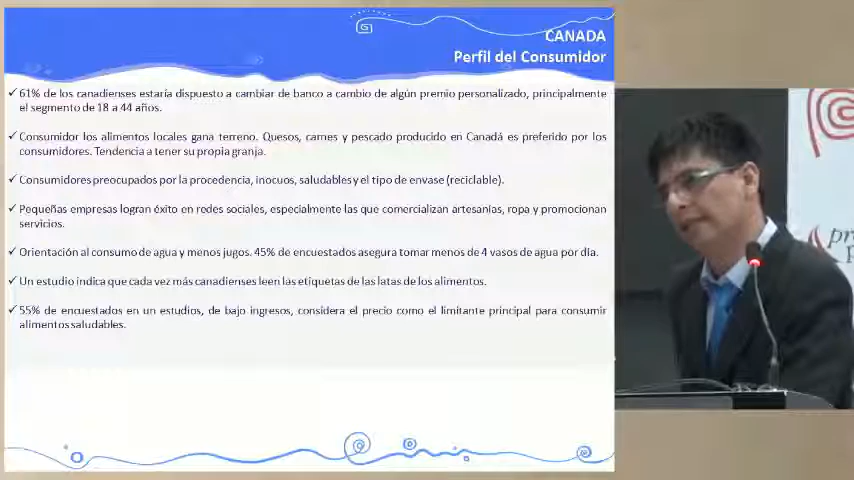 CANADA
Perfil del Consumidor
✓ 61% de los canadienses estaría dispuesto a cambiar de banco a cambio de algún premio personalizado, principalmente
el segmento de 18 a 44 años.
✓ Consumidor los alimentos locales gana terreno. Quesos, carnes y pescado producido en Canadá es preferido por los
consumidores. Tendencia a tener su propia granja.
✓ Consumidores preocupados por la procedencia, inocuos, saludables y el tipo de envase (reciclable).
✓ Pequeñas empresas logran éxito en redes sociales, especialmente las que comercializan artesanías, ropa y promocionan
servicios.
✓ Orientación al consumo de agua y menos jugos. 45% de encuestados asegura tomar menos de 4 vasos de agua por día.
✓ Un estudio indica que cada vez más canadienses leen las etiquetas de las latas de los alimentos.
✓ 55% de encuestados en un estudios, de bajo ingresos, considera el precio como el limitante principal para consumir
alimentos saludables.